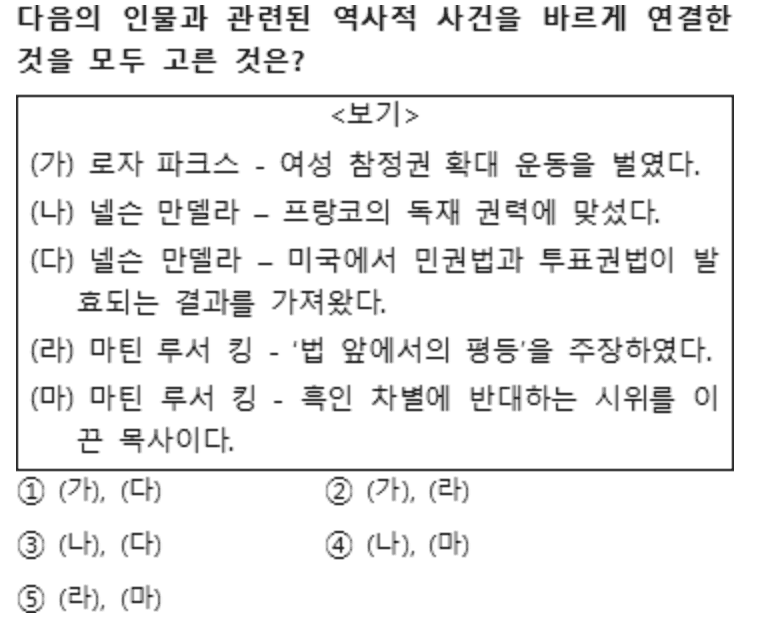 다음의 인물과 관련된 역사적 사건을 바르게 연결한
것을 모두 고른 것은?
<보기>
(가) 로자 파크스 - 여성 참정권 확대 운동을 벌였다.
(나) 넬슨 만델라 – 프랑코의 독재 권력에 맞섰다.
(다) 넬슨 만델라 – 미국에서 민권법과 투표권법이 발
효되는 결과를 가져왔다.
(라) 마틴 루서 킹 - '법 앞에서의 평등'을 주장하였다.
(마) 마틴 루서 킹 - 흑인 차별에 반대하는 시위를 이
끈 목사이다.
① (가), (다) ② (가), (라)
③ (나), (다) ④ (나), (마)
⑤ (라), (마)